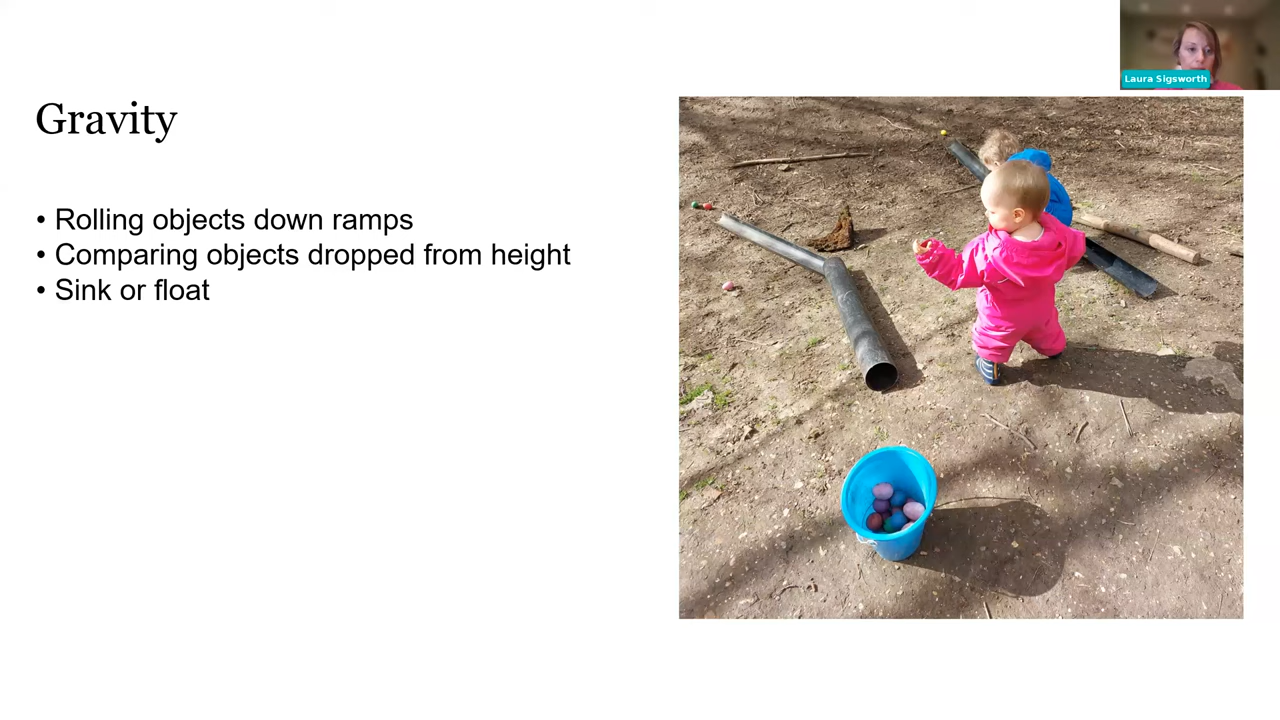 Laura Sigsworth
Gravity
• Rolling objects down ramps
• Comparing objects dropped from height
• Sink or float